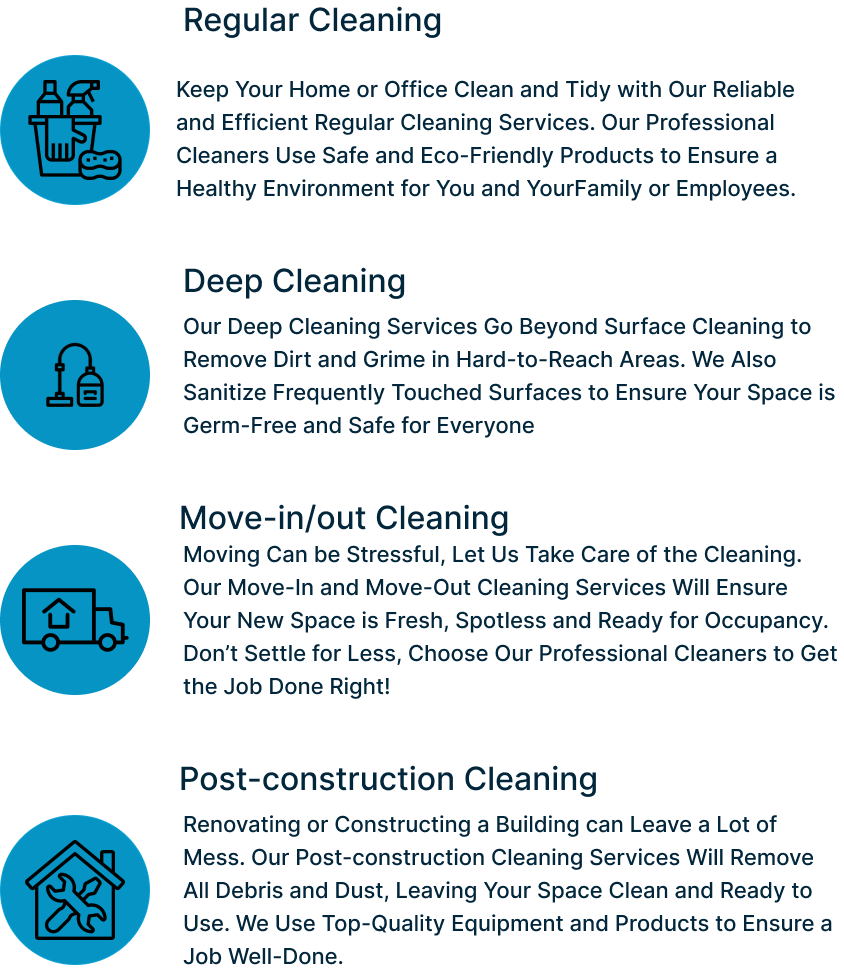 Regular Cleaning
Keep Your Home or Office Clean and Tidy with Our Reliable
and Efficient Regular Cleaning Services. Our Professional
Cleaners Use Safe and Eco-Friendly Products to Ensure a
Healthy Environment for You and YourFamily or Employees.
Deep Cleaning
Our Deep Cleaning Services Go Beyond Surface Cleaning to
Remove Dirt and Grime in Hard-to-Reach Areas. We Also
Sanitize Frequently Touched Surfaces to Ensure Your Space is
Germ-Free and Safe for Everyone
Move-in/out Cleaning
Moving Can be Stressful, Let Us Take Care of the Cleaning.
Our Move-In and Move-Out Cleaning Services Will Ensure
Your New Space is Fresh, Spotless and Ready for Occupancy.
Don’t Settle for Less, Choose Our Professional Cleaners to Get
the Job Done Right!
Post-construction Cleaning
Renovating or Constructing a Building can Leave a Lot of
Mess. Our Post-construction Cleaning Services Will Remove
All Debris and Dust, Leaving Your Space Clean and Ready to
Use. We Use Top-Quality Equipment and Products to Ensure a
Job Well-Done.